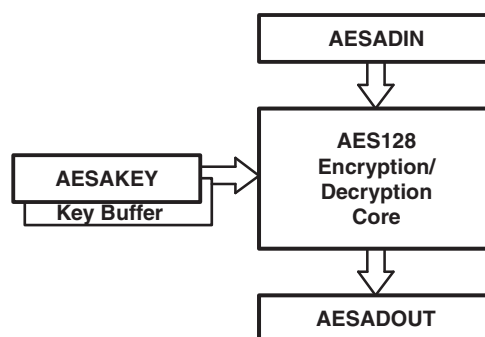 AESADIN
AES128
Encryption/
Decryption
Core
AESAKEY
Key Buffer
AESADOUT